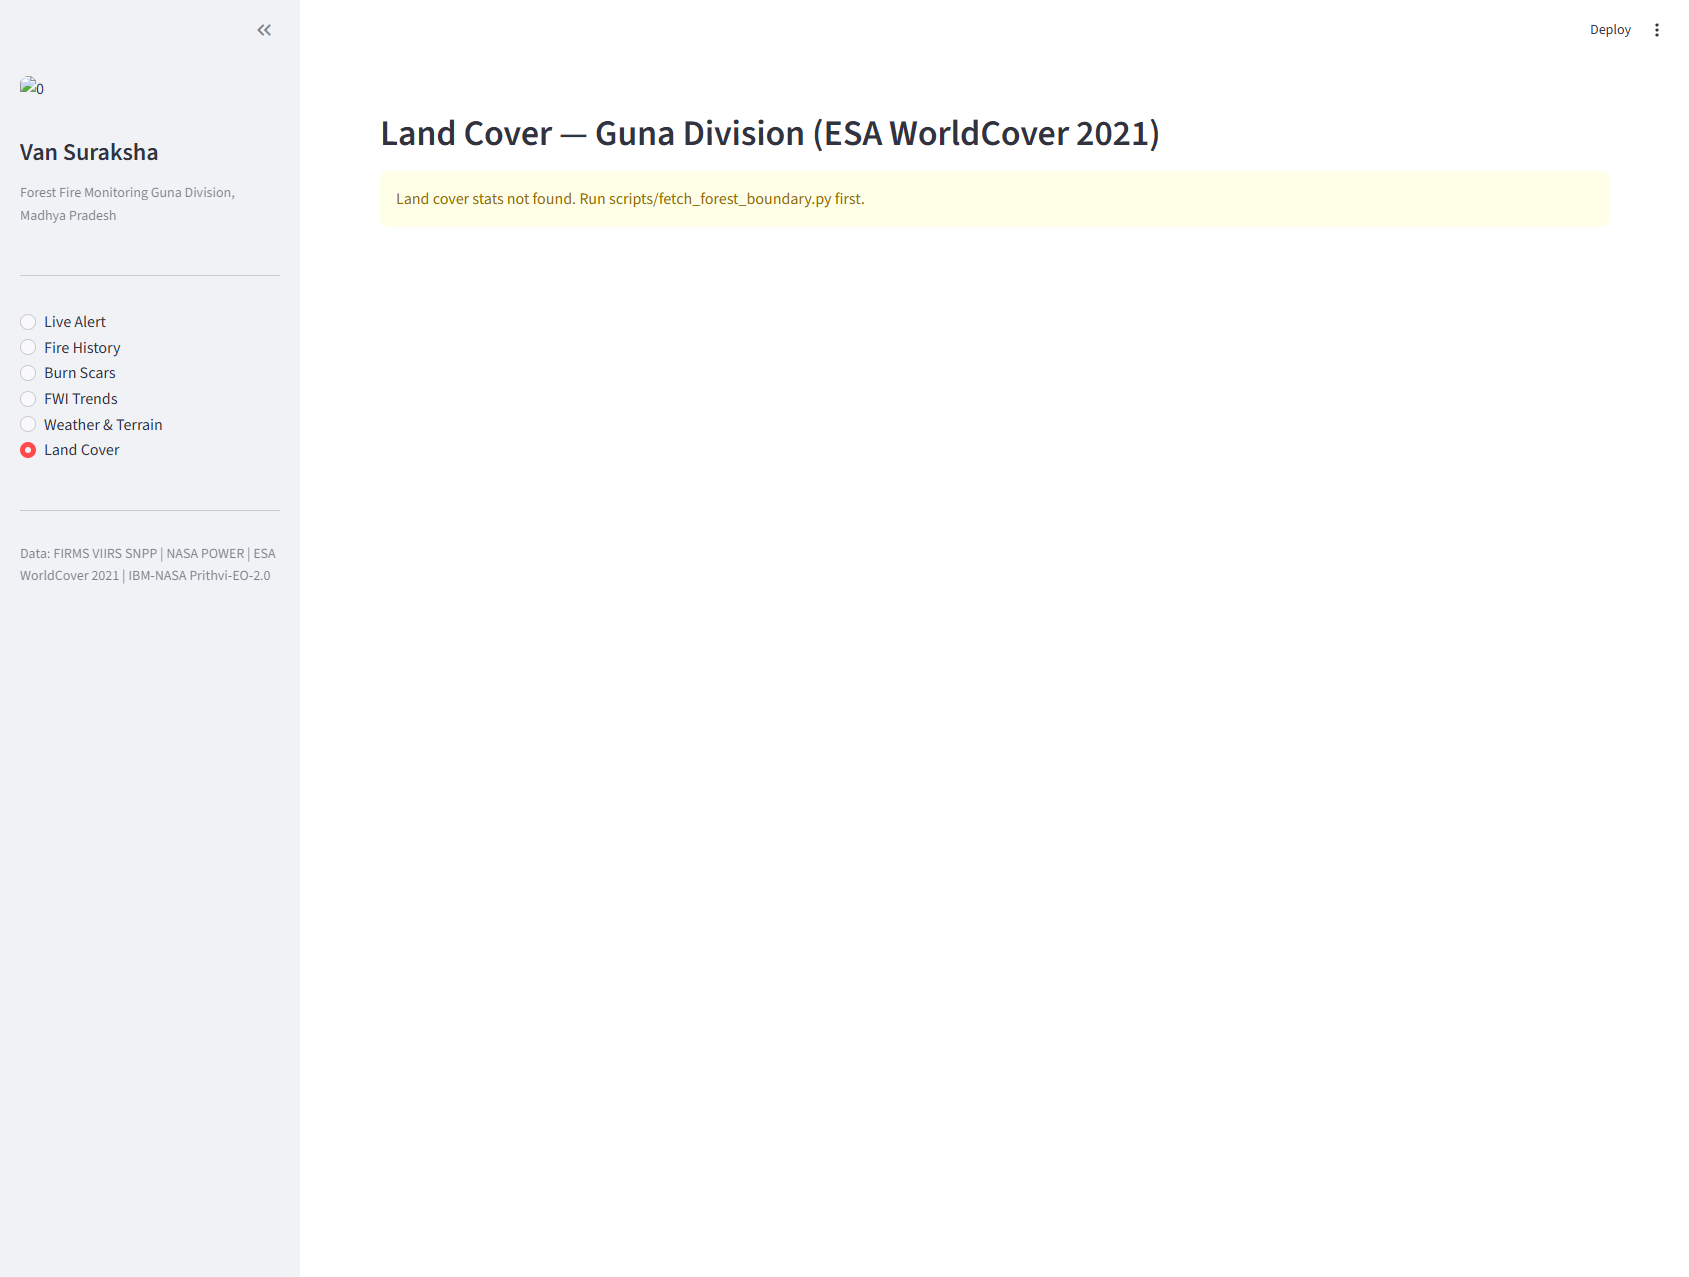 Deploy
0
Van Suraksha
Forest Fire Monitoring Guna Division,
Madhya Pradesh
Live Alert
Fire History
Burn Scars
FWI Trends
Weather & Terrain
Land Cover
Data: FIRMS VIIRS SNPP | NASA POWER | ESA
WorldCover 2021 | IBM-NASA Prithvi-EO-2.0
Land Cover — Guna Division (ESA WorldCover 2021)
Land cover stats not found. Run scripts/fetch_forest_boundary.py first.